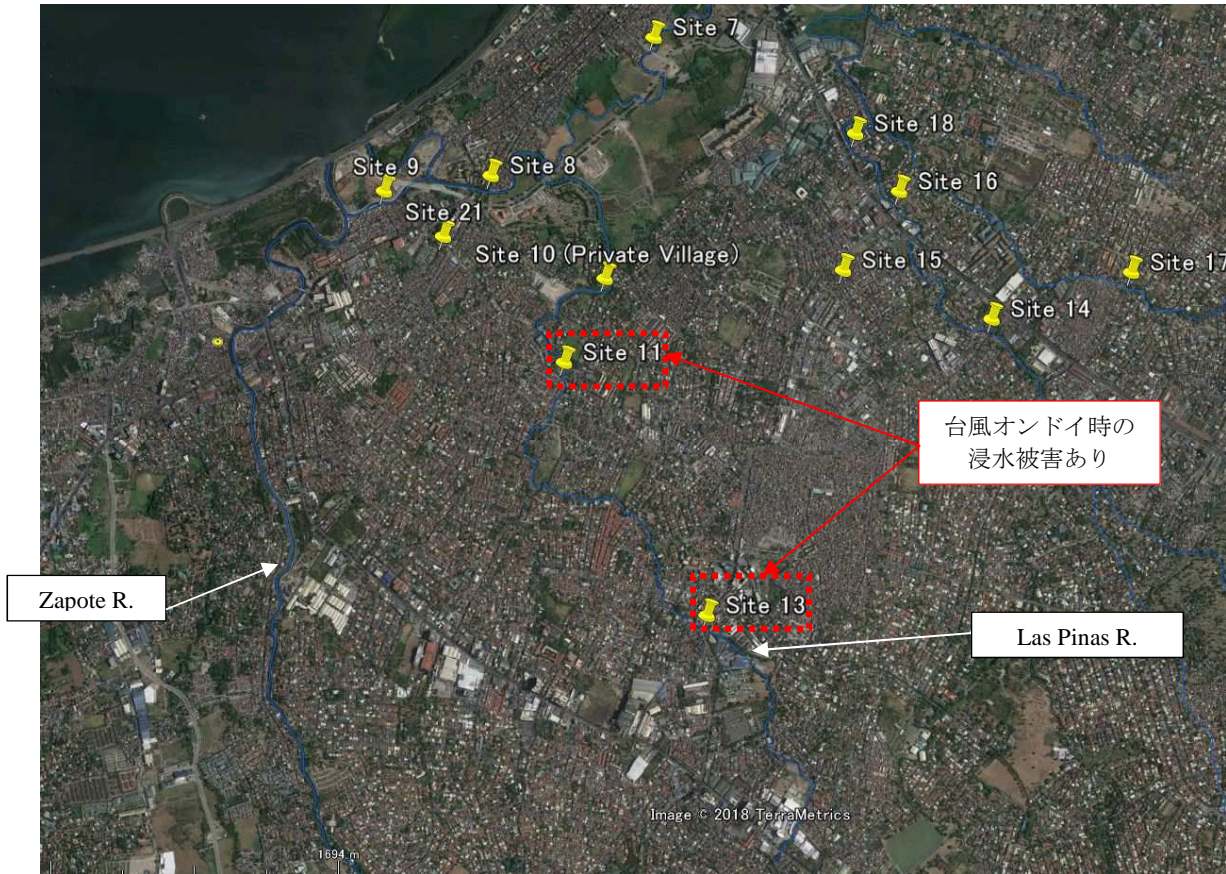 Site 7
Site 18
Site 9
Site 8
Site 16
Site 21
Site 10 (Private Village)
Site 15
Site 17
Site 14
Site 11
台風オンドイ時の
浸水被害あり
Zapote R.
Site 13
Las Pinas R.
Image © 2018 TerraMetrics
1694 m